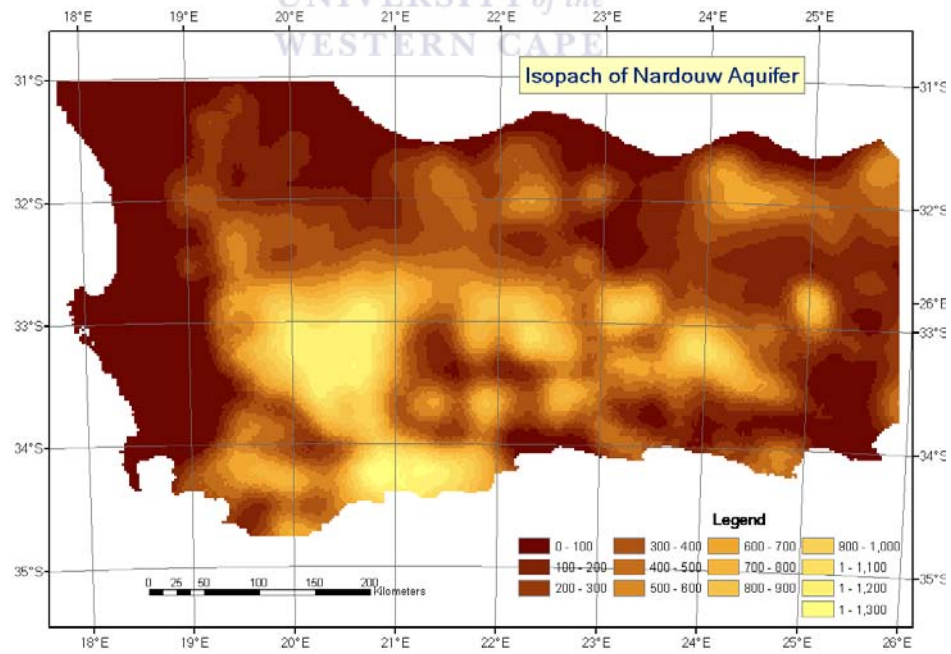 UNIVERSITY of the
WESTERN CAPE
18°E 19°E 20°E 21°E 22°E 23°E 24°E 25°E
Isopach of Nardouw Aquifer
31°S 31°S
32°S 32°S
26°E
33°S 33°S
34°S 34°S
35°S 35°S
Legend
0 - 100 300 - 400 600 - 700 900 - 1,000
100 - 200 400 - 500 700 - 800 1 - 1,100
200 - 300 500 - 600 800 - 900 1 - 1,200
1 - 1,300
0 25 50 100 150 200
Kilometers
18°E 19°E 20°E 21°E 22°E 23°E 24°E 25°E 26°E